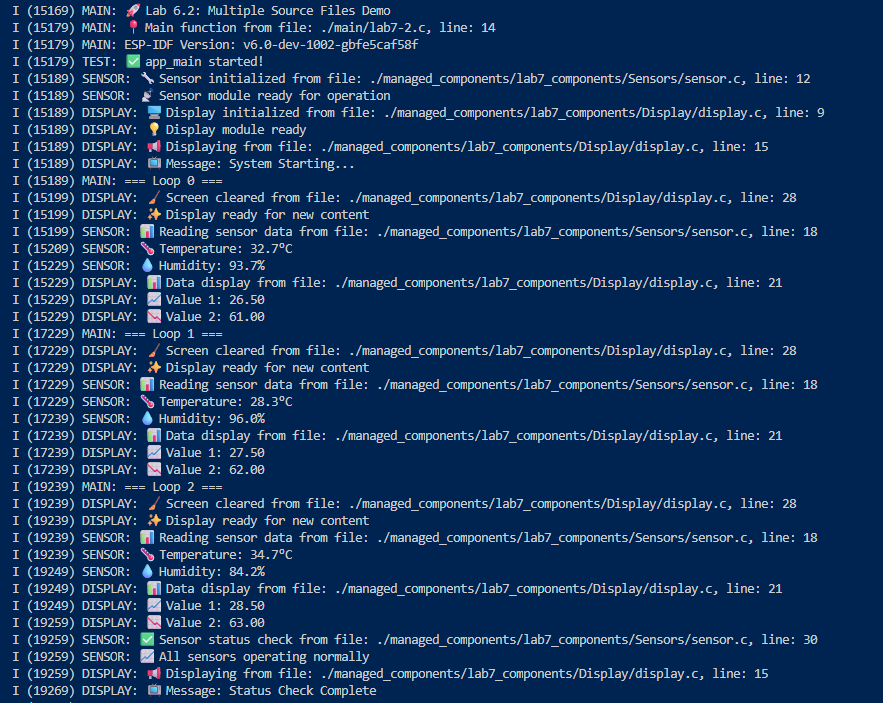 I (15169) MAIN: 🚀 Lab 6.2: Multiple Source Files Demo
I (15179) MAIN: 📍 Main function from file: ./main/lab7-2.c, line: 14
I (15179) MAIN: ESP-IDF Version: v6.0-dev-1002-gbfe5caf58f
I (15179) TEST: ✅ app_main started!
I (15189) SENSOR: 🔧 Sensor initialized from file: ./managed_components/lab7_components/Sensors/sensor.c, line: 12
I (15189) SENSOR: 📡 Sensor module ready for operation
I (15189) DISPLAY: 🖥️ Display initialized from file: ./managed_components/lab7_components/Display/display.c, line: 9
I (15189) DISPLAY: 💡 Display module ready
I (15189) DISPLAY: 📢 Displaying from file: ./managed_components/lab7_components/Display/display.c, line: 15
I (15189) DISPLAY: 📺 Message: System Starting...
I (15189) MAIN: === Loop 0 ===
I (15199) DISPLAY: 🧹 Screen cleared from file: ./managed_components/lab7_components/Display/display.c, line: 28
I (15199) DISPLAY: ✨ Display ready for new content
I (15199) SENSOR: 📊 Reading sensor data from file: ./managed_components/lab7_components/Sensors/sensor.c, line: 18
I (15209) SENSOR: 🌡️ Temperature: 32.7°C
I (15229) SENSOR: 💧 Humidity: 93.7%
I (15229) DISPLAY: 📊 Data display from file: ./managed_components/lab7_components/Display/display.c, line: 21
I (15229) DISPLAY: 📈 Value 1: 26.50
I (15229) DISPLAY: 📉 Value 2: 61.00
I (17229) MAIN: === Loop 1 ===
I (17229) DISPLAY: 🧹 Screen cleared from file: ./managed_components/lab7_components/Display/display.c, line: 28
I (17229) DISPLAY: ✨ Display ready for new content
I (17229) SENSOR: 📊 Reading sensor data from file: ./managed_components/lab7_components/Sensors/sensor.c, line: 18
I (17229) SENSOR: 🌡️ Temperature: 28.3°C
I (17239) SENSOR: 💧 Humidity: 96.0%
I (17239) DISPLAY: 📊 Data display from file: ./managed_components/lab7_components/Display/display.c, line: 21
I (17239) DISPLAY: 📈 Value 1: 27.50
I (17239) DISPLAY: 📉 Value 2: 62.00
I (19239) MAIN: === Loop 2 ===
I (19239) DISPLAY: 🧹 Screen cleared from file: ./managed_components/lab7_components/Display/display.c, line: 28
I (19239) DISPLAY: ✨ Display ready for new content
I (19239) SENSOR: 📊 Reading sensor data from file: ./managed_components/lab7_components/Sensors/sensor.c, line: 18
I (19239) SENSOR: 🌡️ Temperature: 34.7°C
I (19249) SENSOR: 💧 Humidity: 84.2%
I (19249) DISPLAY: 📊 Data display from file: ./managed_components/lab7_components/Display/display.c, line: 21
I (19249) DISPLAY: 📈 Value 1: 28.50
I (19259) DISPLAY: 📉 Value 2: 63.00
I (19259) SENSOR: ✅ Sensor status check from file: ./managed_components/lab7_components/Sensors/sensor.c, line: 30
I (19259) SENSOR: 📈 All sensors operating normally
I (19259) DISPLAY: 📢 Displaying from file: ./managed_components/lab7_components/Display/display.c, line: 15
I (19269) DISPLAY: 📺 Message: Status Check Complete